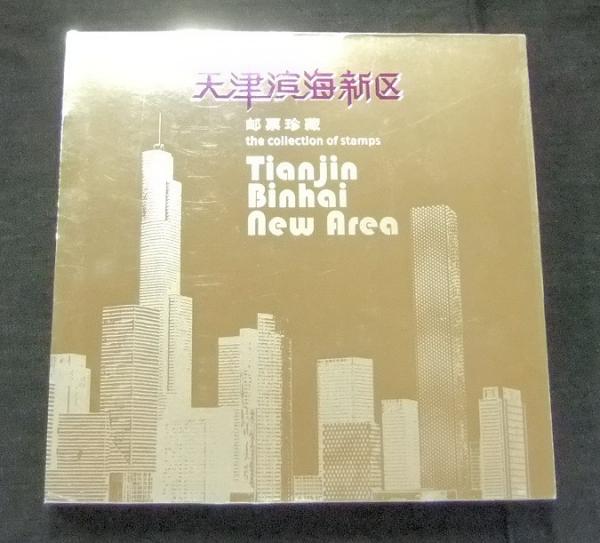 天津滨海新区
邮票珍藏
the collection of stamps
Tianjin
Binhai
New Area